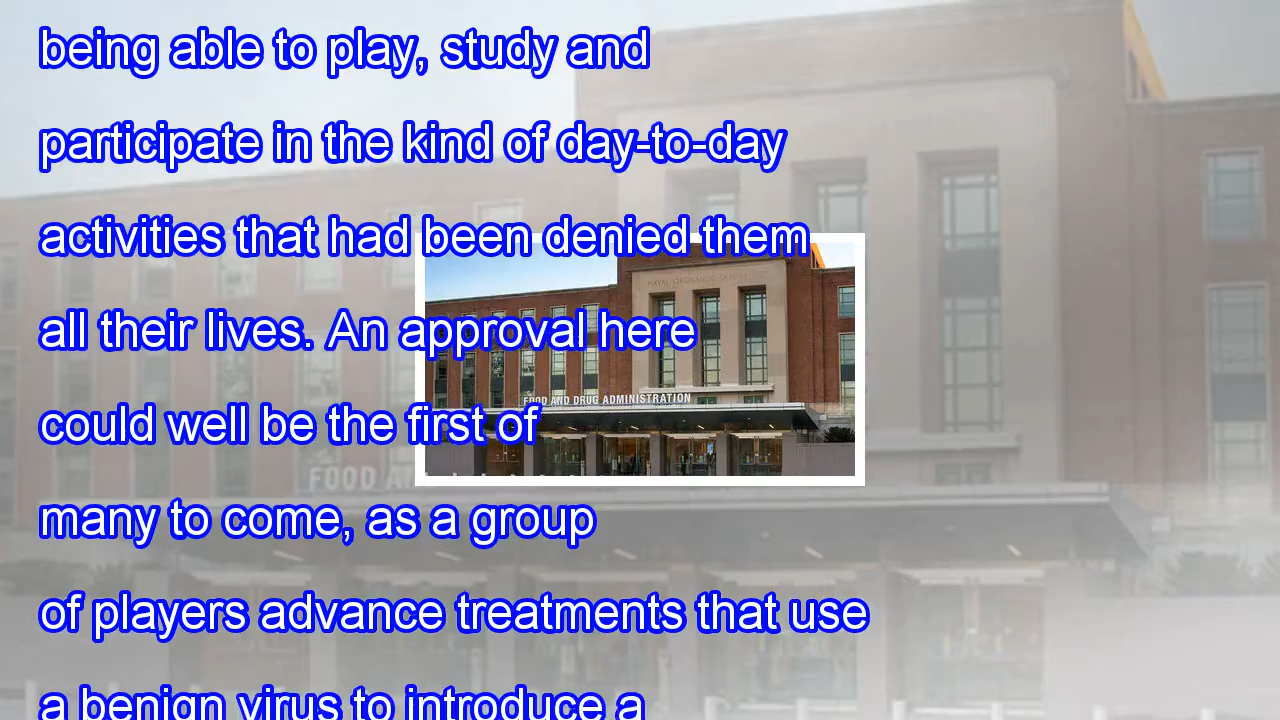 being able to play, study and
participate in the kind of day-to-day
activities that had been denied them
all their lives. An approval here
could well be the first of
FOOD AND DRUG ADMINISTRATION
FOOD A
many to come, as a group
of players advance treatments that use
a benign virus to introduce a